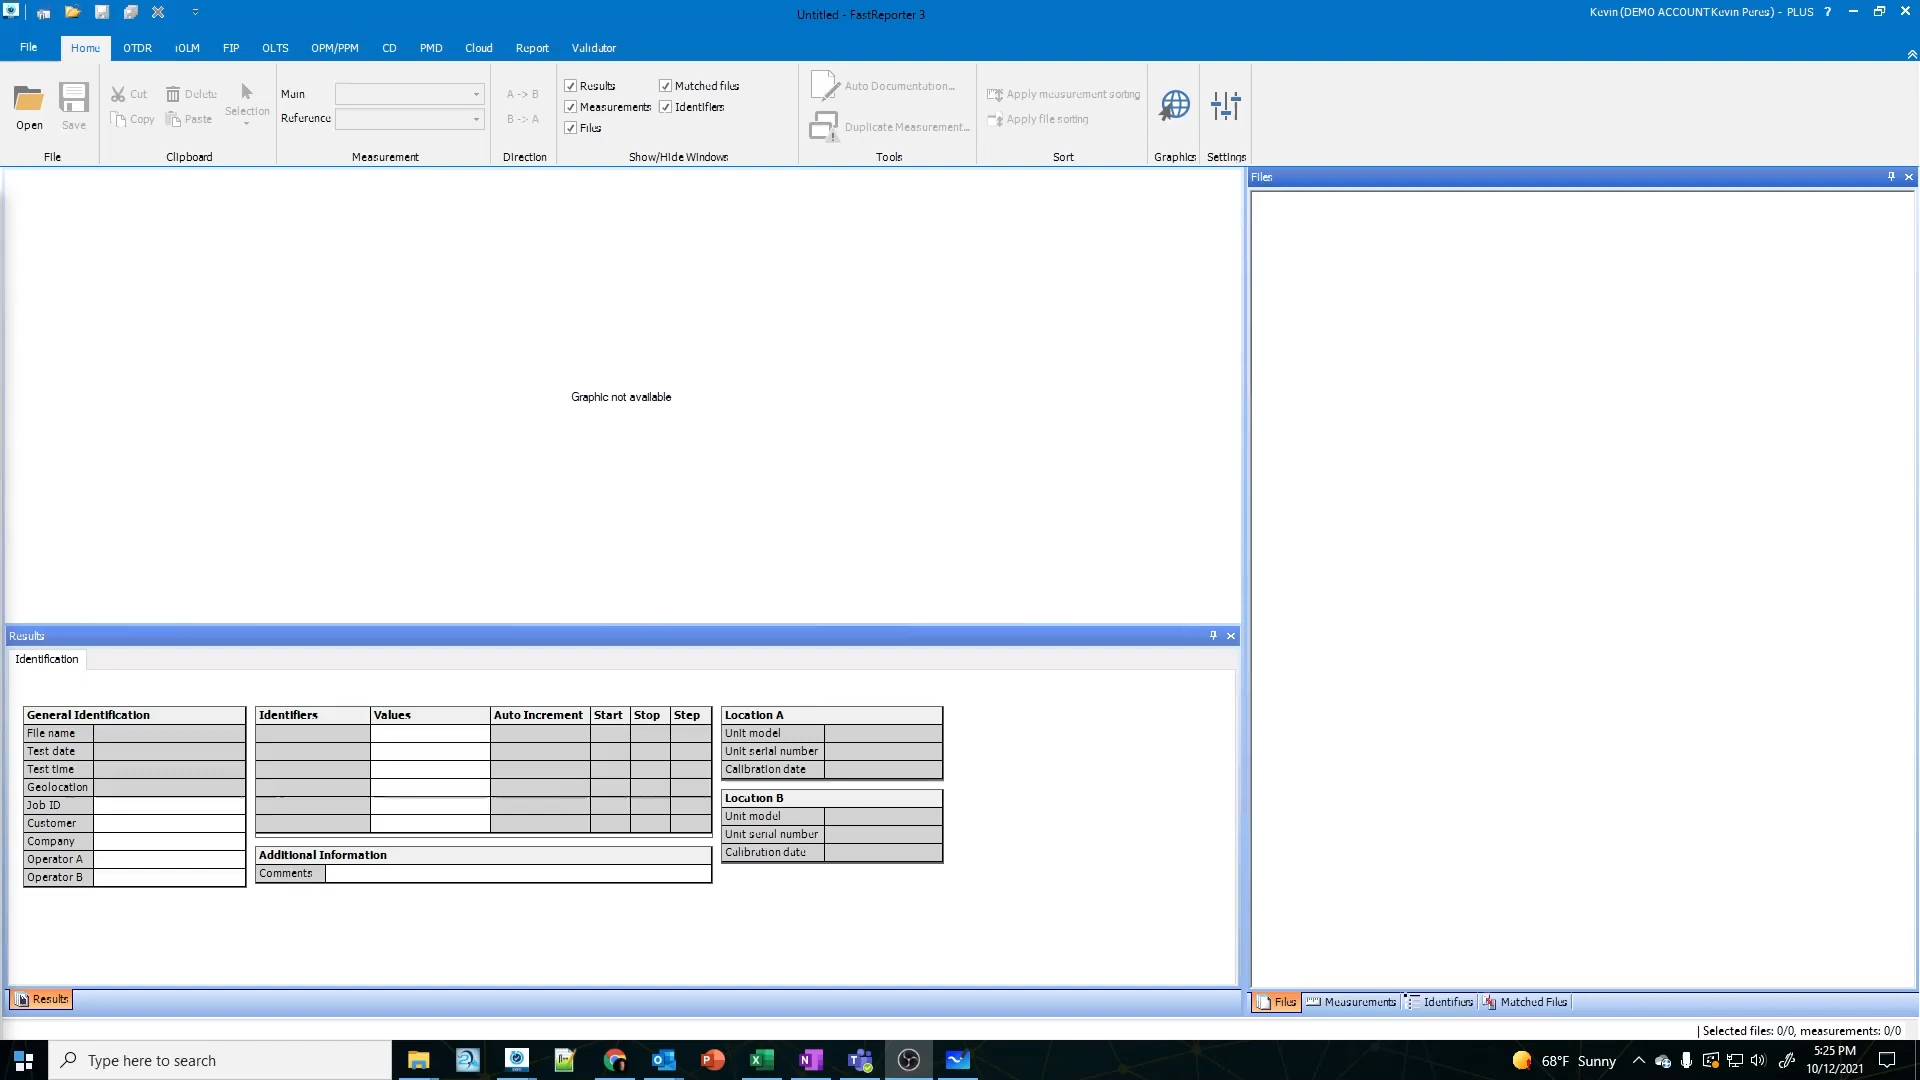 Untitled - FastReporter 3
Kevin (DEMO ACCOUNTKevin Peres) - PLUS ?
File Home OTDR iOLM FIP OLTS OPM/PPM CD PMD Cloud Report Validator
Open Save
File
Cut Delete Selection
Copy Paste
Clipboard
Main
Reference
Measurement
A -> B
B -> A
Direction
Results Matched files
Measurements Identifiers
Files
Show/Hide Windows
Auto Documentation...
Duplicate Measurement...
Tools
Apply measurement sorting
Apply file sorting
Sort
Graphics
Settings
Graphic not available
Files
Results
Identification
General Identification
File name
Test date
Test time
Geolocation
Job ID
Customer
Company
Operator A
Operator B
Identifiers Values Auto Increment Start Stop Step
Additional Information
Comments
Location A
Unit model
Unit serial number
Calibration date
Location B
Unit model
Unit serial number
Calibration date
Results
Files Measurements Identifiers Matched Files
Selected files: 0/0, measurements: 0/0
Type here to search
68°F Sunny
5:25 PM
10/12/2021